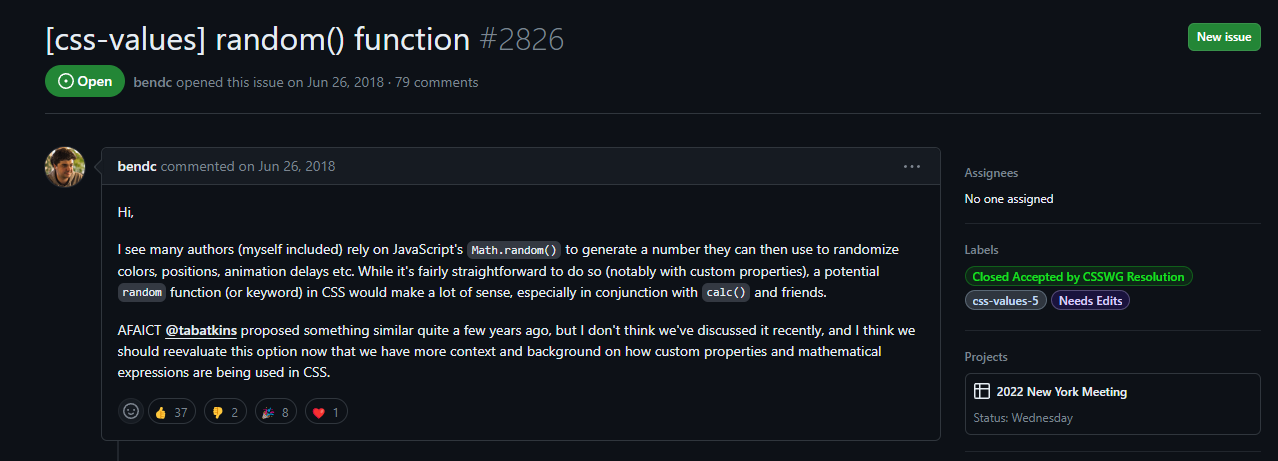 [css-values] random() function #2826
New issue
Open
bendc opened this issue on Jun 26, 2018 · 79 comments
bendc commented on Jun 26, 2018
Hi,
I see many authors (myself included) rely on JavaScript's Math.random() to generate a number they can then use to randomize
colors, positions, animation delays etc. While it's fairly straightforward to do so (notably with custom properties), a potential
random function (or keyword) in CSS would make a lot of sense, especially in conjunction with calc() and friends.
AFAICT @tabatkins proposed something similar quite a few years ago, but I don't think we've discussed it recently, and I think we
should reevaluate this option now that we have more context and background on how custom properties and mathematical
expressions are being used in CSS.
👍 37 👎 2 🎉 8 ❤️ 1
Assignees
No one assigned
Labels
Closed Accepted by CSSWG Resolution
css-values-5 Needs Edits
Projects
2022 New York Meeting
Status: Wednesday